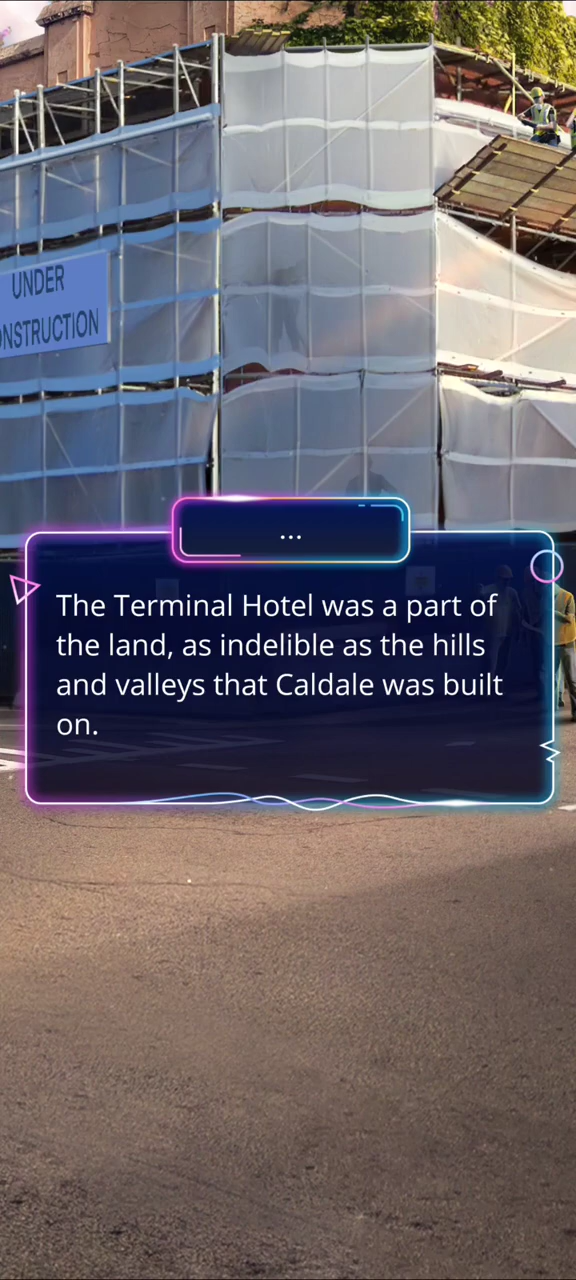 UNDER
ONSTRUCTION
...
The Terminal Hotel was a part of
the land, as indelible as the hills
and valleys that Caldale was built
on.